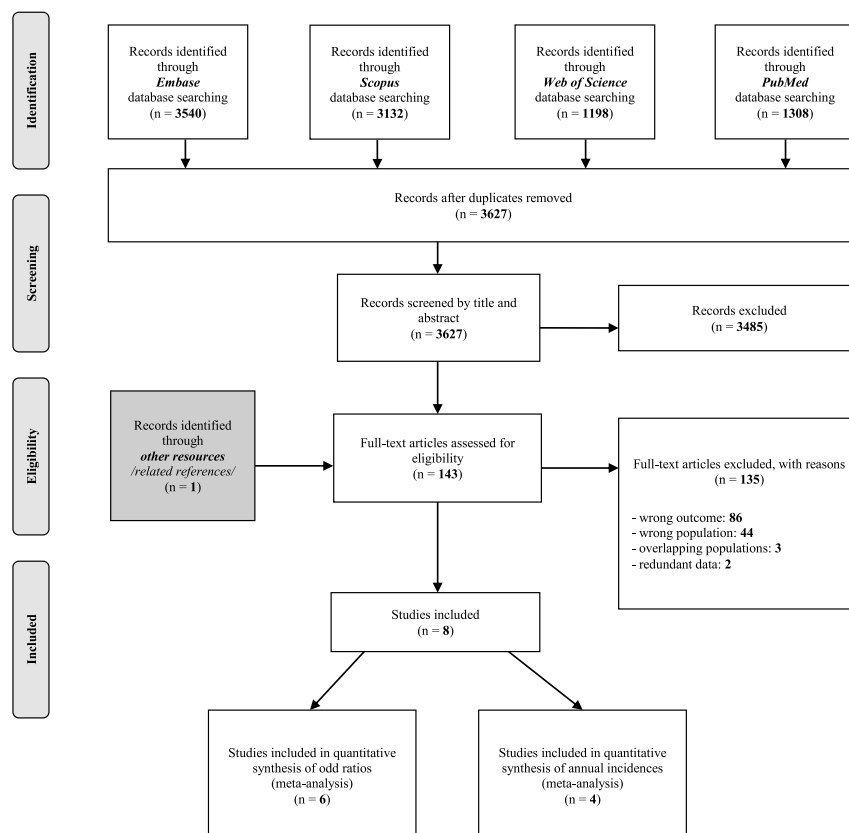 Identification
Records identified
through
Embase
database searching
(n = 3540)
Records identified
through
Scopus
database searching
(n = 3132)
Records identified
through
Web of Science
database searching
(n = 1198)
Records identified
through
PubMed
database searching
(n = 1308)
Records after duplicates removed
(n = 3627)
Screening
Records screened by title and
abstract
(n = 3627)
Records excluded
(n = 3485)
Eligibility
Records identified
through
other resources
/related references/
(n = 1)
Full-text articles assessed for
eligibility
(n = 143)
Full-text articles excluded, with reasons
(n = 135)
- wrong outcome: 86
- wrong population: 44
- overlapping populations: 3
- redundant data: 2
Included
Studies included
(n = 8)
Studies included in quantitative
synthesis of odd ratios
(meta-analysis)
(n = 6)
Studies included in quantitative
synthesis of annual incidences
(meta-analysis)
(n = 4)